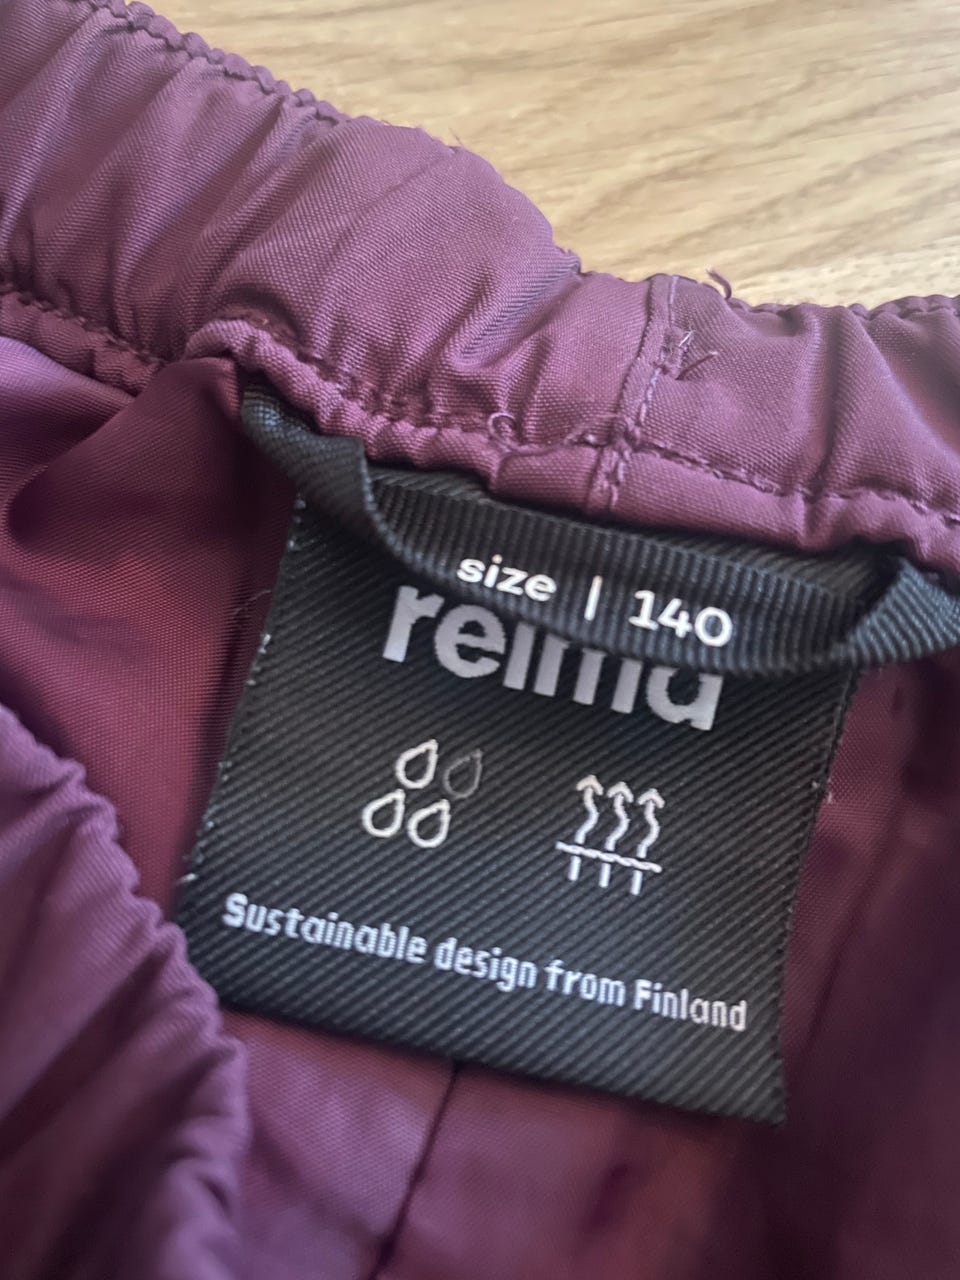 size | 140
reima
Sustainable design from Finland